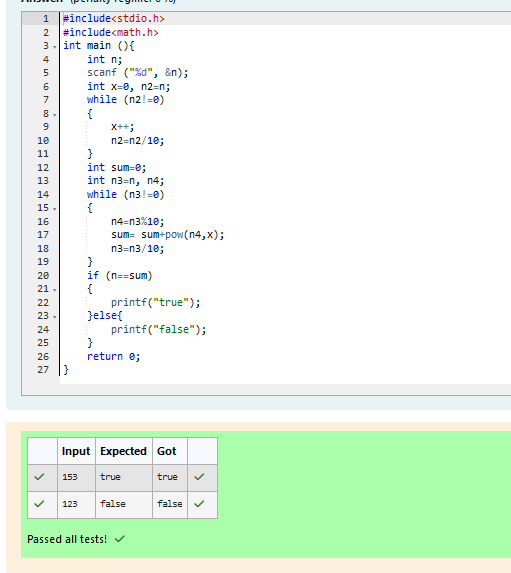 Answer: (penalty regime: 0 %)
1 #include<stdio.h>
2 #include<math.h>
3 int main (){
4     int n;
5     scanf ("%d", &n);
6     int x=0, n2=n;
7     while (n2!=0)
8     {
9         x++;
10         n2=n2/10;
11     }
12     int sum=0;
13     int n3=n, n4;
14     while (n3!=0)
15     {
16         n4=n3%10;
17         sum= sum+pow(n4,x);
18         n3=n3/10;
19     }
20     if (n==sum)
21     {
22         printf("true");
23     }else{
24         printf("false");
25     }
26     return 0;
27 }
Input Expected Got
153 true true
123 false false
Passed all tests!